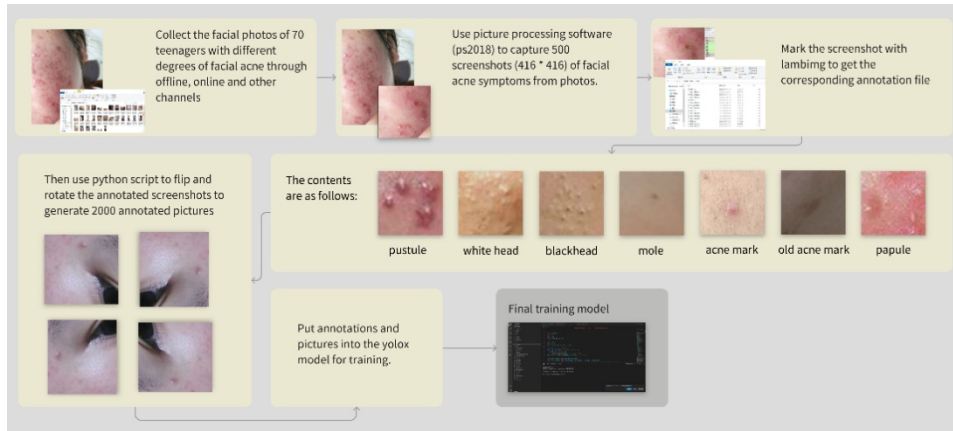 Collect the facial photos of 70
teenagers with different
degrees of facial acne through
offline, online and other
channels
Use picture processing software
(ps2018) to capture 500
screenshots (416 * 416) of facial
acne symptoms from photos.
Mark the screenshot with
lambimg to get the
corresponding annotation file
Then use python script to flip and
rotate the annotated screenshots to
generate 2000 annotated pictures
The contents
are as follows:
pustule
white head
blackhead
mole
acne mark
old acne mark
papule
Put annotations and
pictures into the yolox
model for training.
Final training model